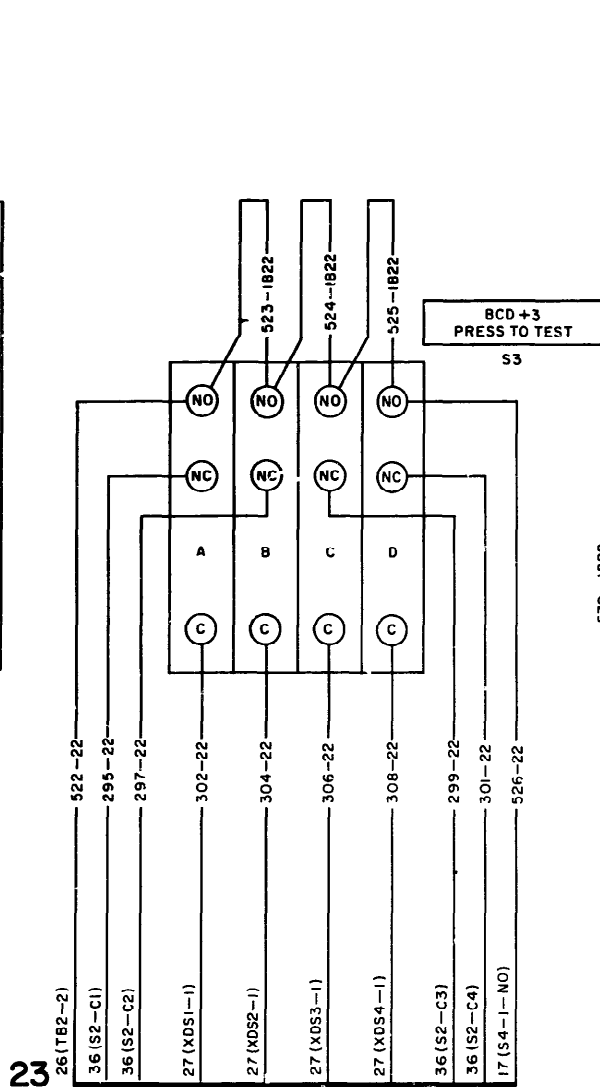 523-1B22
524-1B22
525-1B22
BCD +3
PRESS TO TEST
S3
NO
NO
NO
NO
NC
NC
NC
NC
A
B
C
D
C
C
C
C
522-22
295-22
297-22
302-22
304-22
306-22
308-22
299-22
301-22
526-22
26(TB2-2)
36(S2-C1)
36(S2-C2)
27(XDS1-1)
27(XDS2-1)
27(XDS3-1)
27(XDS4-1)
36(S2-C3)
36(S2-C4)
17(S4-1-NO)
23